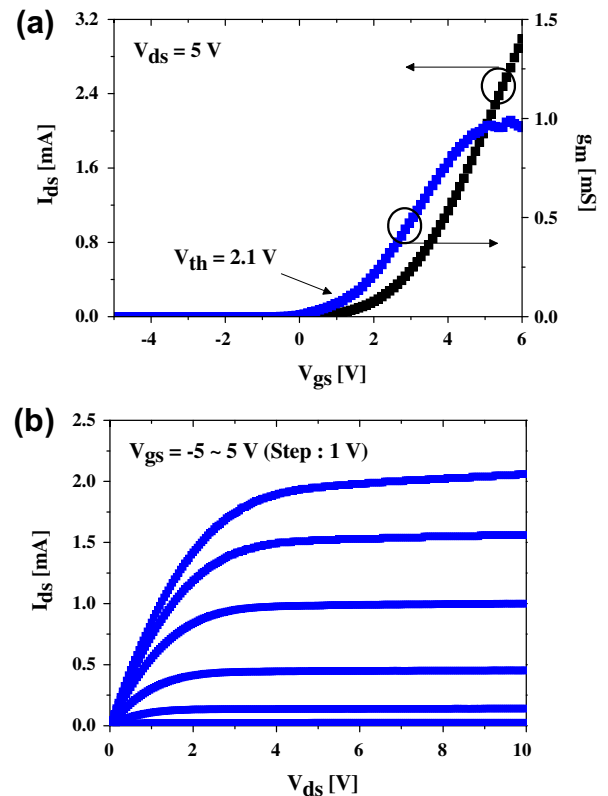 (a)
V_ds = 5 V
V_th = 2.1 V
I_ds [mA]
3.2
2.4
1.6
0.8
0.0
g_m [mS]
1.5
1.0
0.5
0.0
-4 -2 0 2 4 6
V_gs [V]
(b)
V_gs = -5 ~ 5 V (Step : 1 V)
I_ds [mA]
2.5
2.0
1.5
1.0
0.5
0.0
0 2 4 6 8 10
V_ds [V]